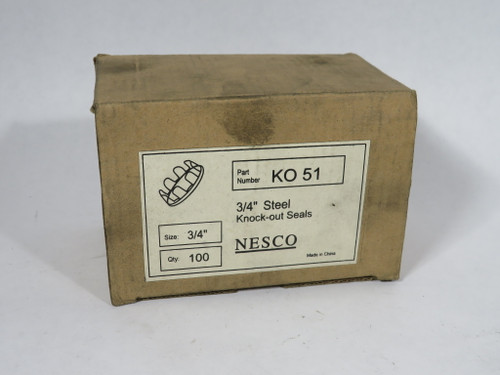 Part
Number
KO 51
3/4" Steel
Knock-out Seals
Size: 3/4"
Qty: 100
NESCO
Made in China